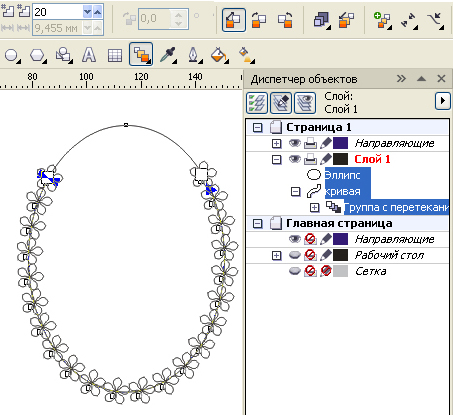 20
9,455 мм
0,0
80 100 120 140
Диспетчер объектов
Слой:
Слой 1
Страница 1
Направляющие
Слой 1
Эллипс
кривая
Группа с перетекани
Главная страница
Направляющие
Рабочий стол
Сетка